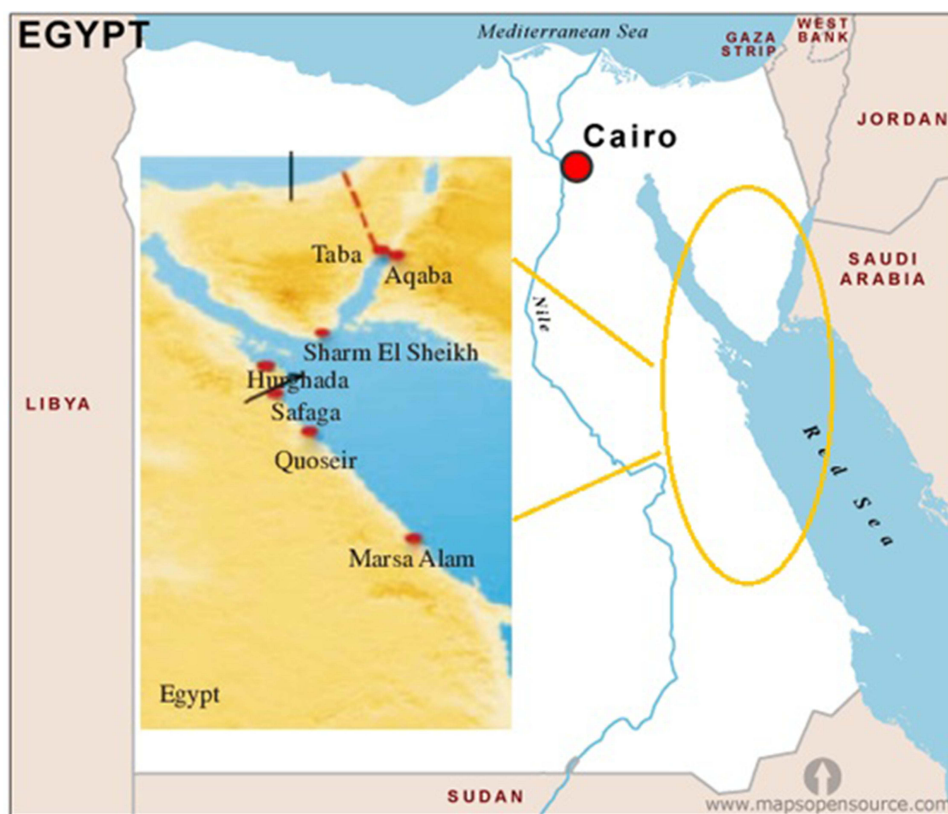 EGYPT
Mediterranean Sea
GAZA
STRIP
WEST
BANK
JORDAN
Cairo
SAUDI
ARABIA
LIBYA
Nile
Red Sea
Taba
Aqaba
Sharm El Sheikh
Hurghada
Safaga
Quoseir
Marsa Alam
Egypt
SUDAN
www.mapsopensource.com